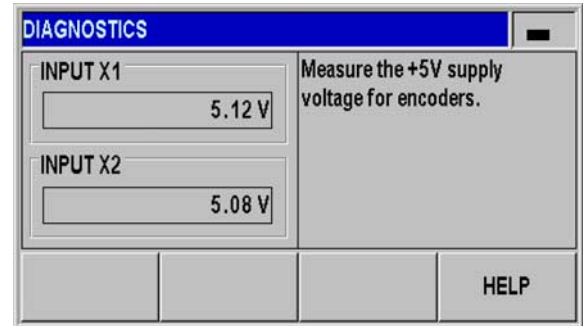 DIAGNOSTICS
INPUT X1
5.12 V
INPUT X2
5.08 V
Measure the +5V supply
voltage for encoders.
HELP